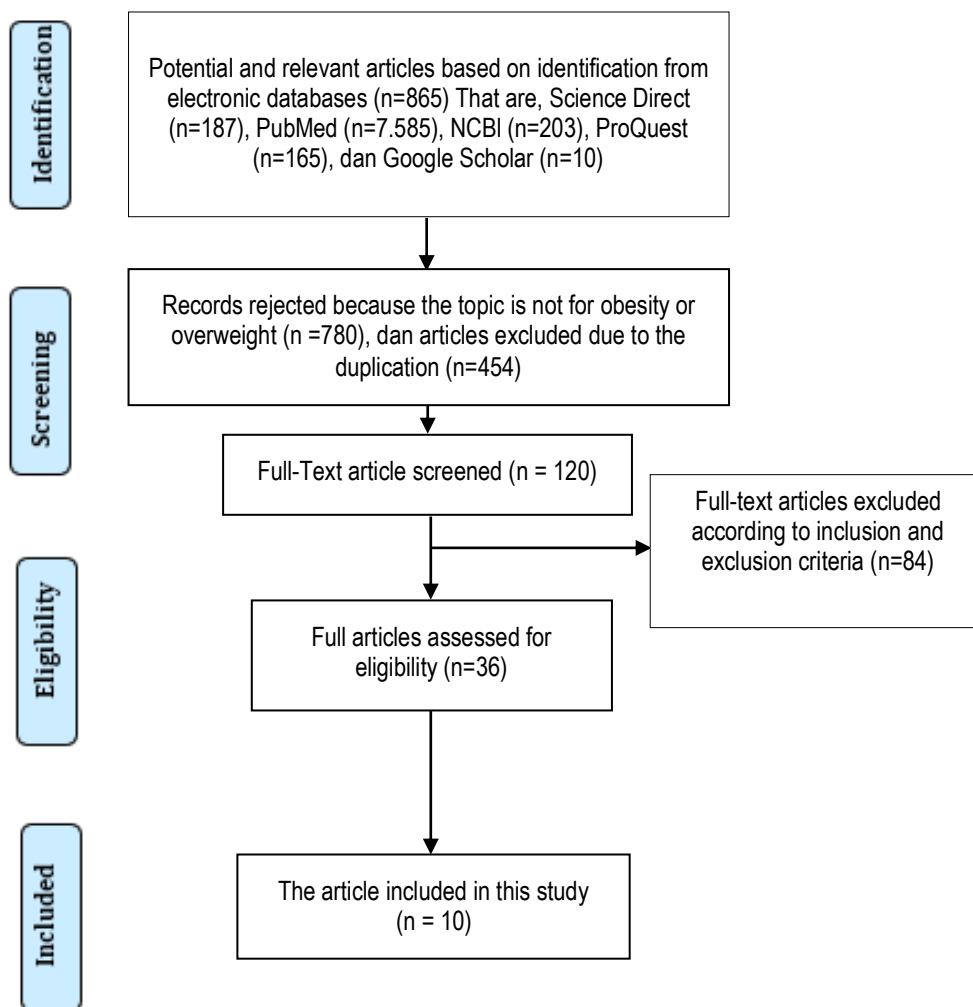 Identification
Potential and relevant articles based on identification from
electronic databases (n=865) That are, Science Direct
(n=187), PubMed (n=7.585), NCBI (n=203), ProQuest
(n=165), dan Google Scholar (n=10)
Screening
Records rejected because the topic is not for obesity or
overweight (n =780), dan articles excluded due to the
duplication (n=454)
Full-Text article screened (n = 120)
Full-text articles excluded
according to inclusion and
exclusion criteria (n=84)
Eligibility
Full articles assessed for
eligibility (n=36)
Included
The article included in this study
(n = 10)